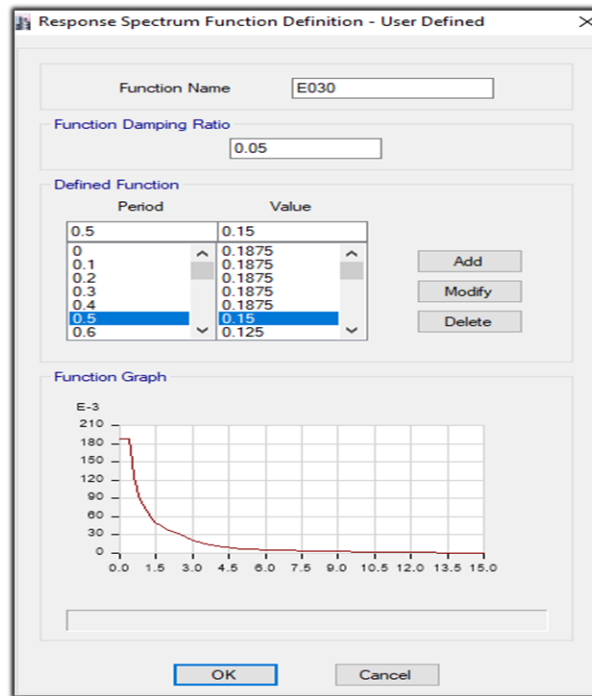 Response Spectrum Function Definition - User Defined
Function Name
E030
Function Damping Ratio
0.05
Defined Function
Period Value
0.5 0.15
0 0.1875
0.1 0.1875
0.2 0.1875
0.3 0.1875
0.4 0.1875
0.5 0.15
0.6 0.125
Add
Modify
Delete
Function Graph
E-3
210
180
150
120
90
60
30
0
0.0 1.5 3.0 4.5 6.0 7.5 9.0 10.5 12.0 13.5 15.0
OK Cancel